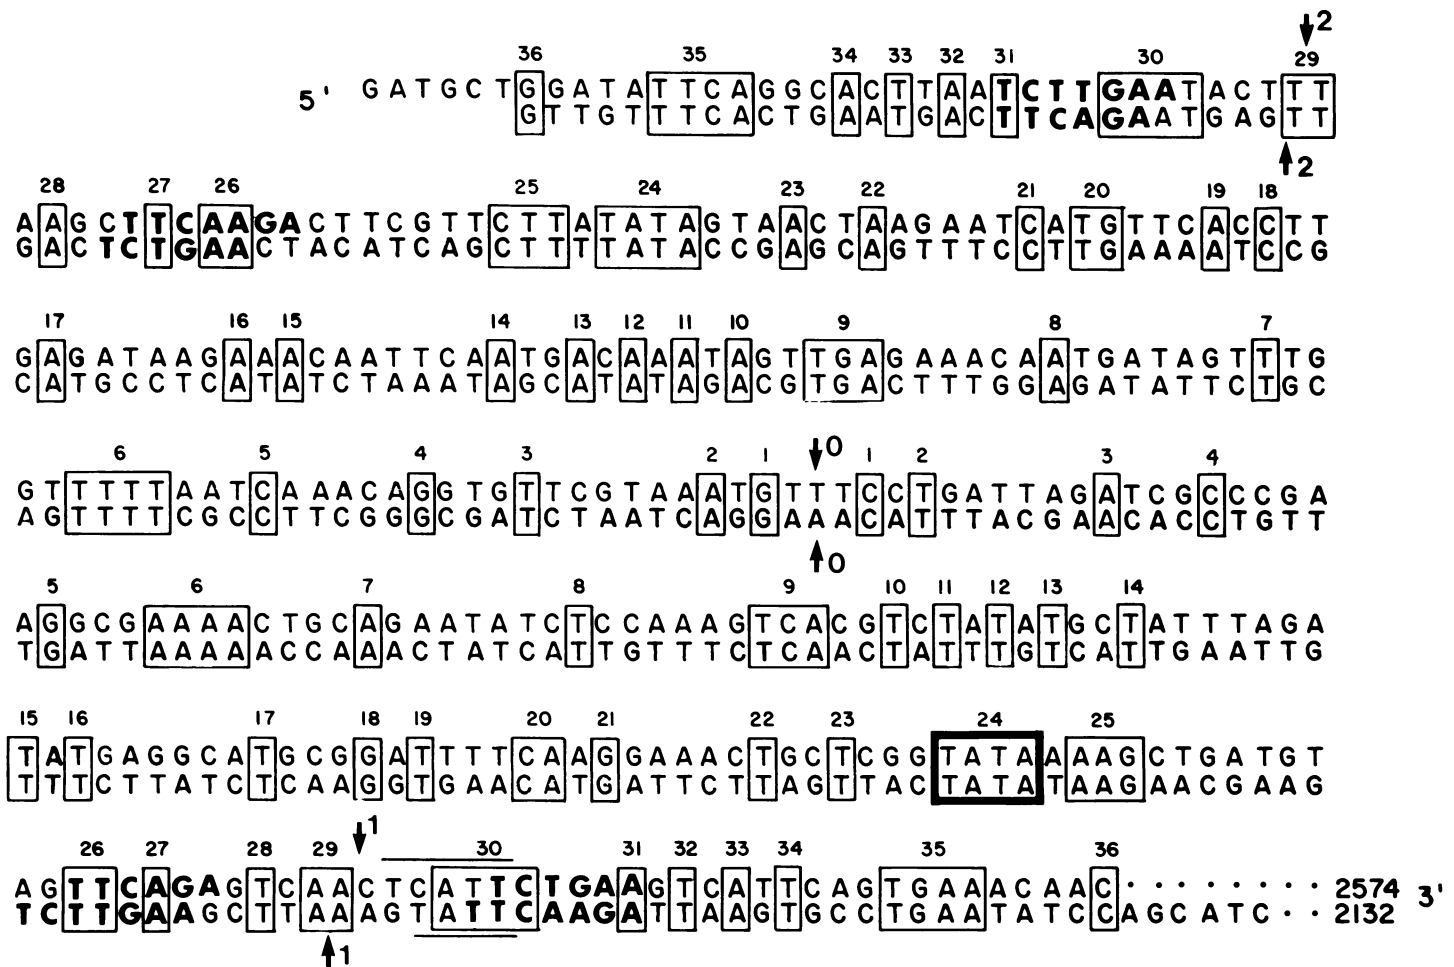 ↓2
36 35 34 33 32 31 30 29
5' GATGCTGGATATTCAGGCACTTAATCTTGAATACTTT
GTTGTTTCACTGAATGACTTCAGAATGAGTT
↑2
28 27 26 25 24 23 22 21 20 19 18
AAGCTTCAAGACTTCGTTCTTATATAGTAACTAAGAATCATGTTCACCTT
GACTCTGAACTACATCAGCTTTTATACCGAGCAGTTTCCTTGAAAATCCG
17 16 15 14 13 12 11 10 9 8 7
GAGATAAGAAACAATTCAATGACAAATAGTTGAGAAACAATGATAGTTTG
CATGCCTCATATCTAAATAGCATATAGACGTGACTTTGGAGATATTCTGC
6 5 4 3 2 1 ↓0 1 2 3 4
GTTTTTAATCAAACAGGTGTTCGTAAATGTTTCCTGATTAGATCGCCCGA
AGTTTTCGCCTTCGGGCGATCTAATCAGGAAACATTTACGAACACCTGTT
↑0
5 6 7 8 9 10 11 12 13 14
AGGCGAAAACTGCAGAATATCTCCAAAGTCACGTCTATATGCTATTTAGA
TGATTAAAAACCAAACTATCATTGTTTCTCAACTATTTGTCATTGAATTG
15 16 17 18 19 20 21 22 23 24 25
TATGAGGCATGCGGATTTTCAAGGAAACTGCTCGGTATAAAAGCTGATGT
TTTCTTATCTCAAGGTGAACATGATTCTTAGTTACTATATAAGAACGAAG
↓1
26 27 28 29 30 31 32 33 34 35 36
AGTTCAGAGTCAACTCATTCTGAAGTCATTCAGTGAAACAAC········2574 3'
TCTTGAAGCTTAAAGTATTCAAGATTAAGTGCCTGAATATCCAGCATC··2132
↑1